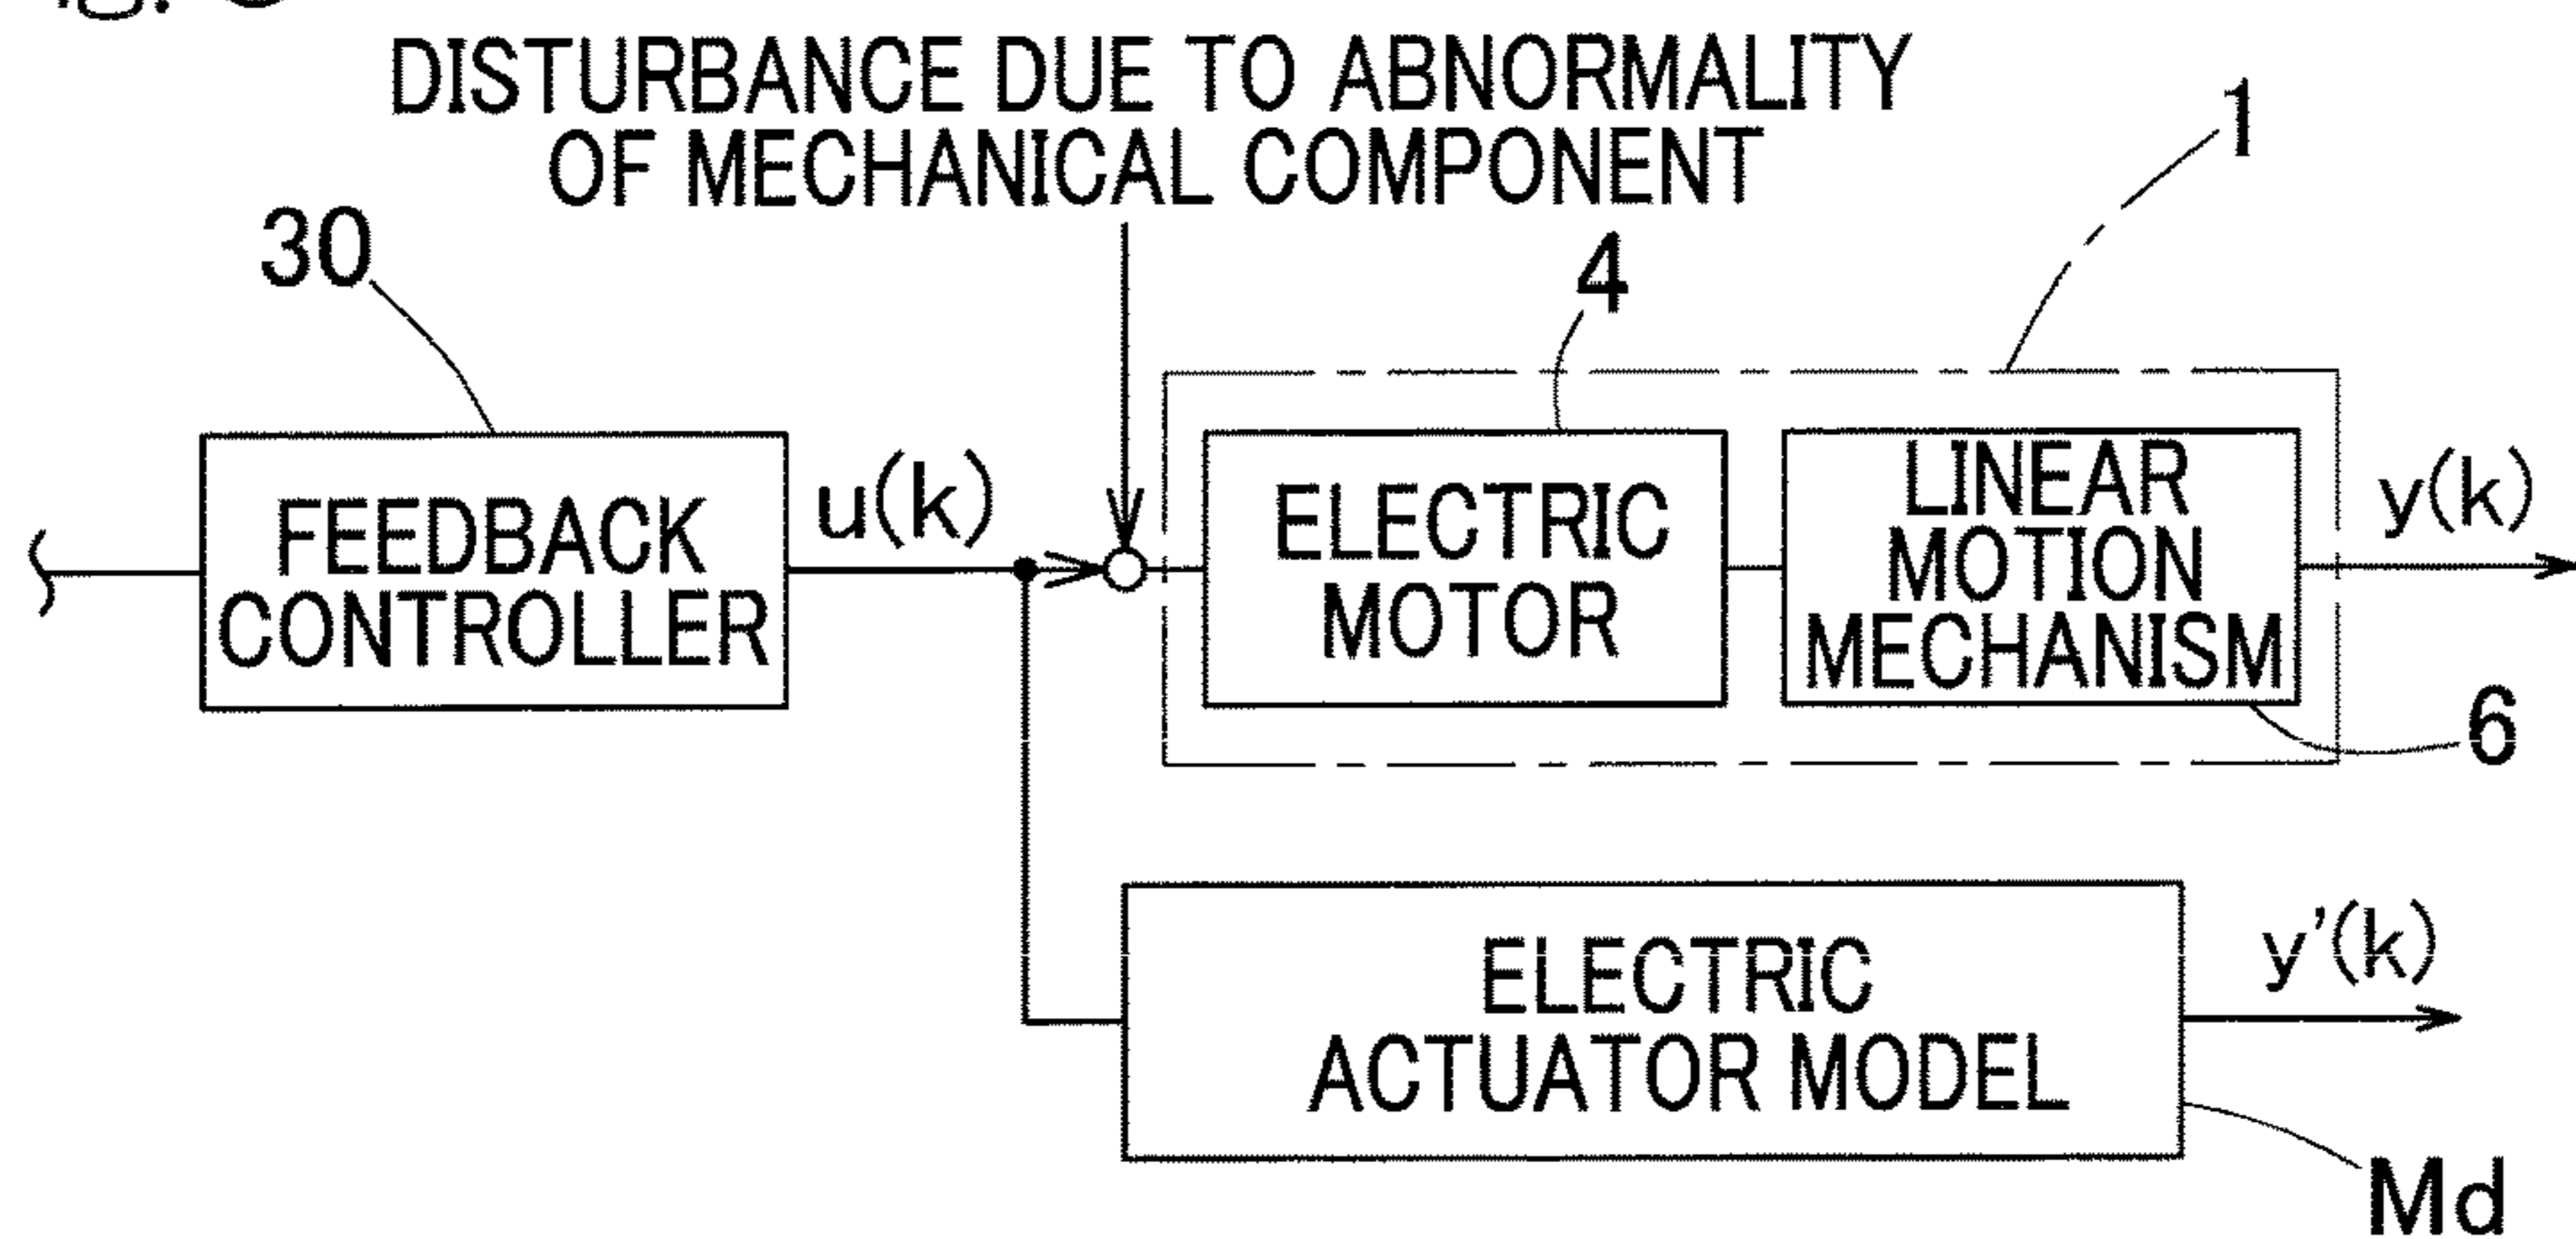 DISTURBANCE DUE TO ABNORMALITY
OF MECHANICAL COMPONENT
1
30
4
FEEDBACK
CONTROLLER
u(k)
ELECTRIC
MOTOR
LINEAR
MOTION
MECHANISM
y(k)
6
ELECTRIC
ACTUATOR MODEL
y'(k)
Md